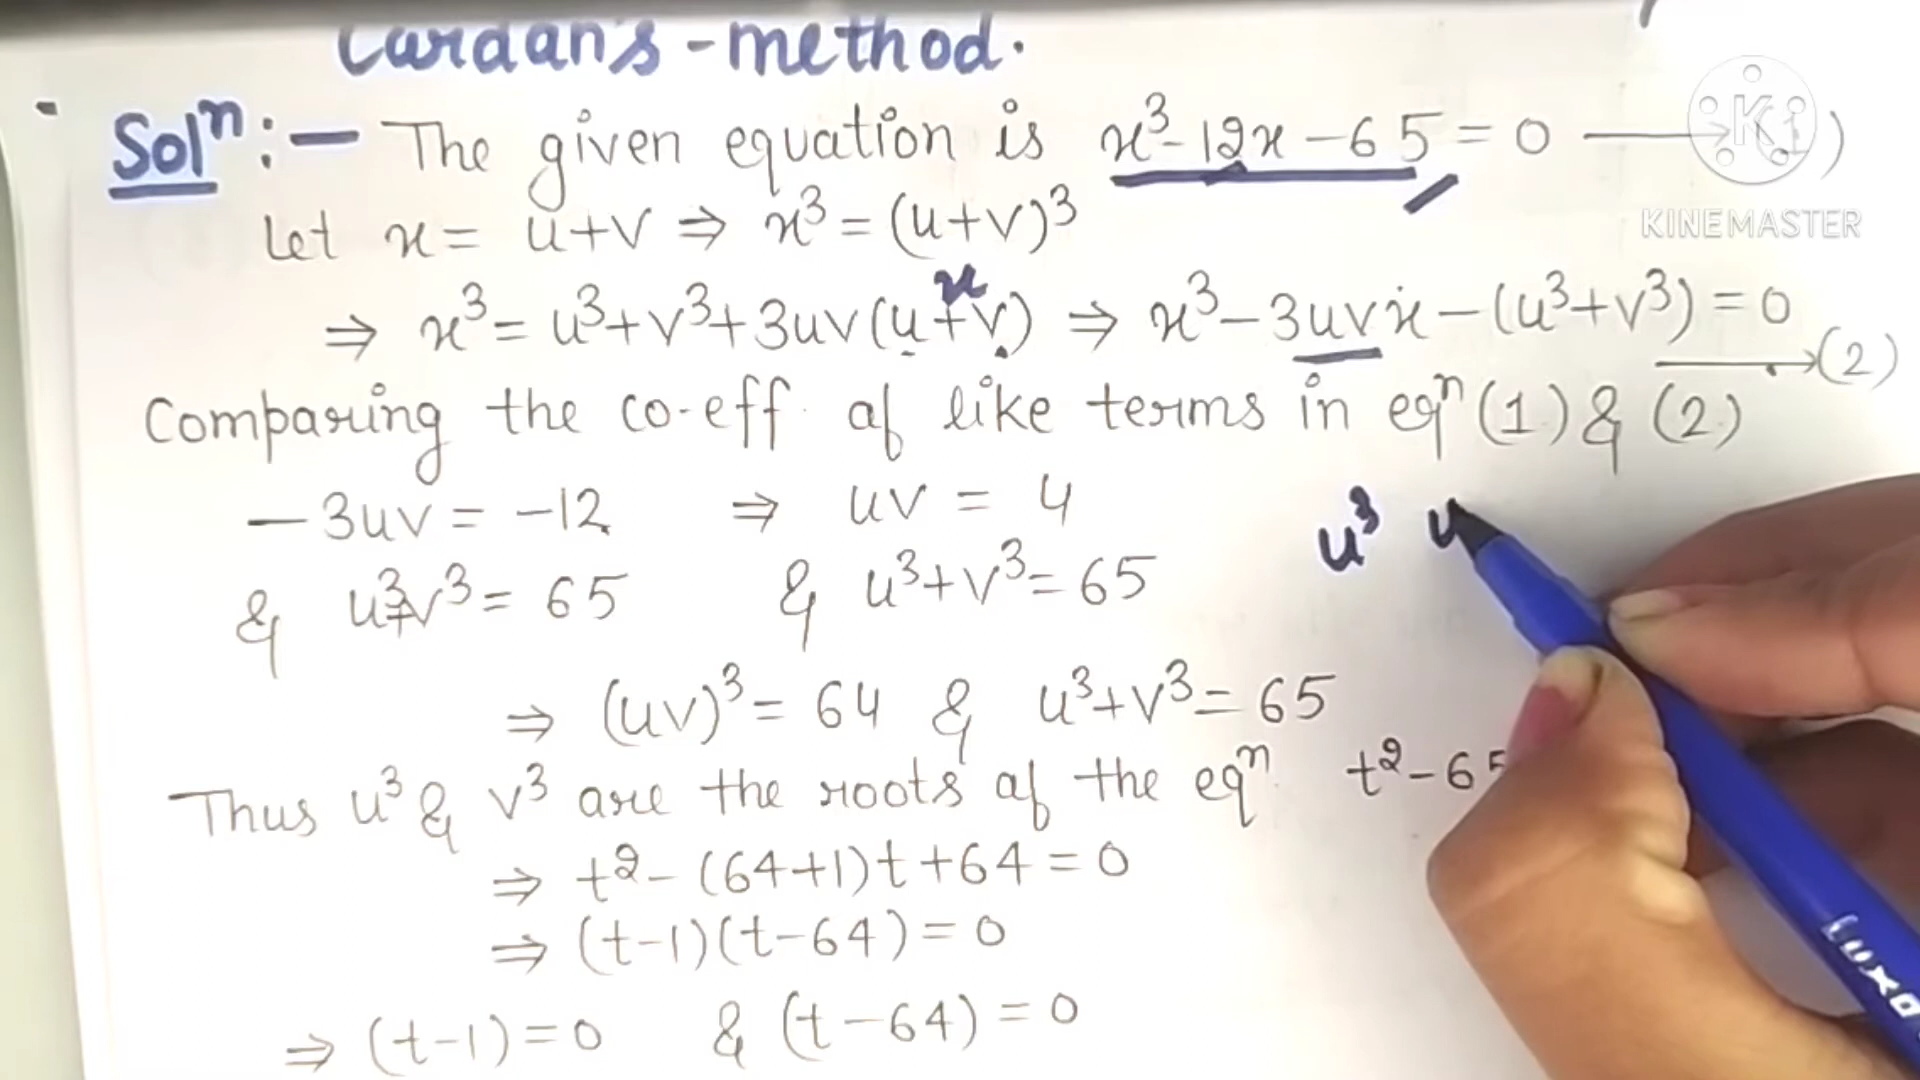 Cardan's - method.
Solⁿ :- The given equation is x³-12x-65=0
Let x= u+v ⇒ x³=(u+v)³
x
⇒ x³= u³+v³+3uv(u+v) ⇒ x³-3uvx-(u³+v³)=0
→(2)
Comparing the co-eff. of like terms in eqⁿ (1) & (2)
-3uv= -12 ⇒ uv = 4
u³
& u³+v³= 65 & u³+v³=65
⇒ (uv)³= 64 & u³+v³=65
Thus u³ & v³ are the roots of the eqⁿ t²-65
⇒ t²-(64+1)t+64=0
⇒ (t-1)(t-64)=0
⇒ (t-1)=0 & (t-64)=0
K
KINEMASTER
Luxo